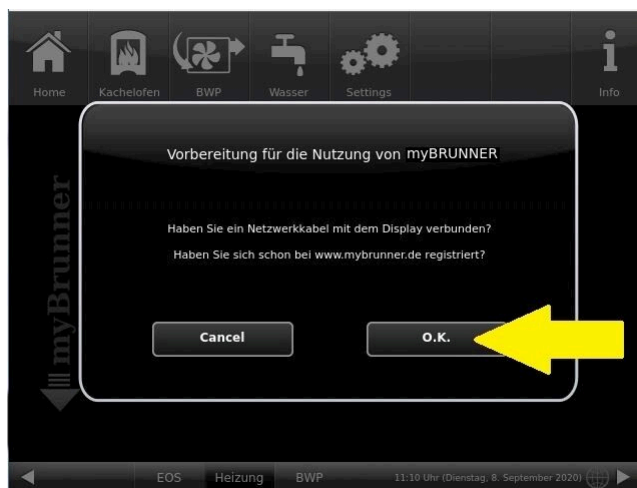 Home Kachelofen BWP Wasser Settings Info
myBrunner
Vorbereitung für die Nutzung von myBRUNNER
Haben Sie ein Netzwerkkabel mit dem Display verbunden?
Haben Sie sich schon bei www.mybrunner.de registriert?
Cancel O.K.
EOS Heizung BWP 11:10 Uhr (Dienstag, 8. September 2020)